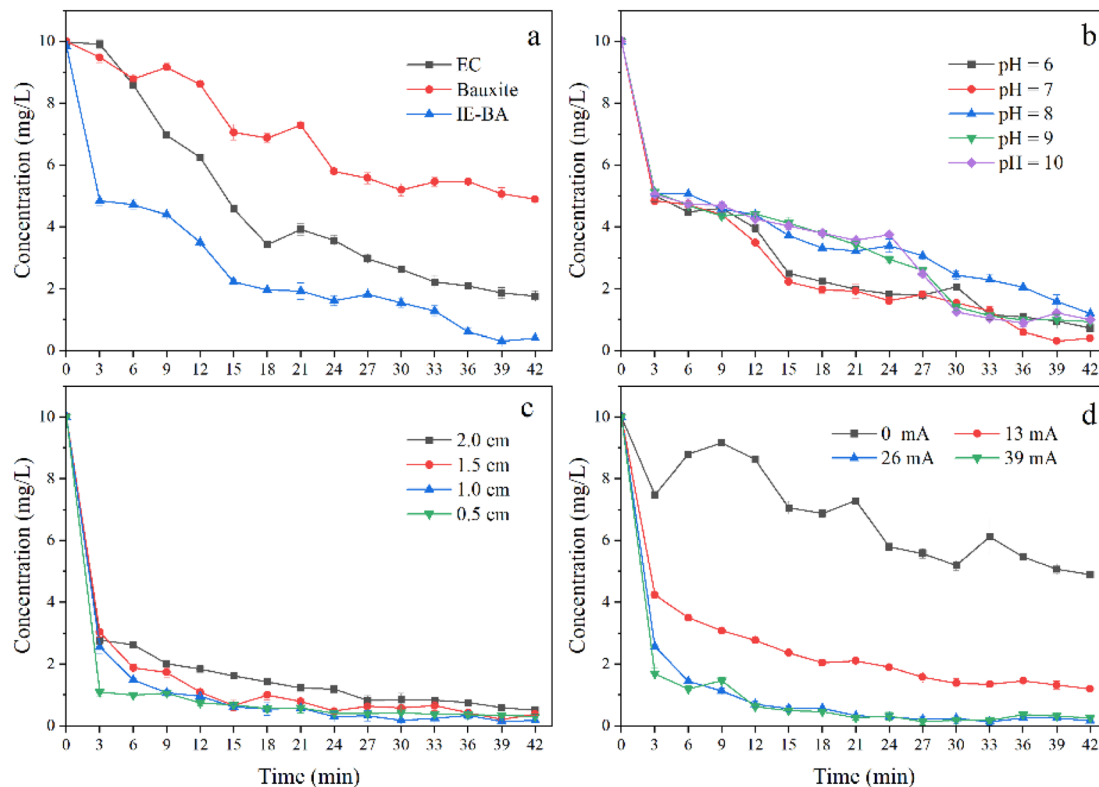 a
EC
Bauxite
IE-BA
Concentration (mg/L)
10
8
6
4
2
0
0 3 6 9 12 15 18 21 24 27 30 33 36 39 42
b
pH = 6
pH = 7
pH = 8
pH = 9
pH = 10
Concentration (mg/L)
10
8
6
4
2
0
0 3 6 9 12 15 18 21 24 27 30 33 36 39 42
c
2.0 cm
1.5 cm
1.0 cm
0.5 cm
Concentration (mg/L)
10
8
6
4
2
0
0 3 6 9 12 15 18 21 24 27 30 33 36 39 42
Time (min)
d
0 mA 13 mA
26 mA 39 mA
Concentration (mg/L)
10
8
6
4
2
0
0 3 6 9 12 15 18 21 24 27 30 33 36 39 42
Time (min)